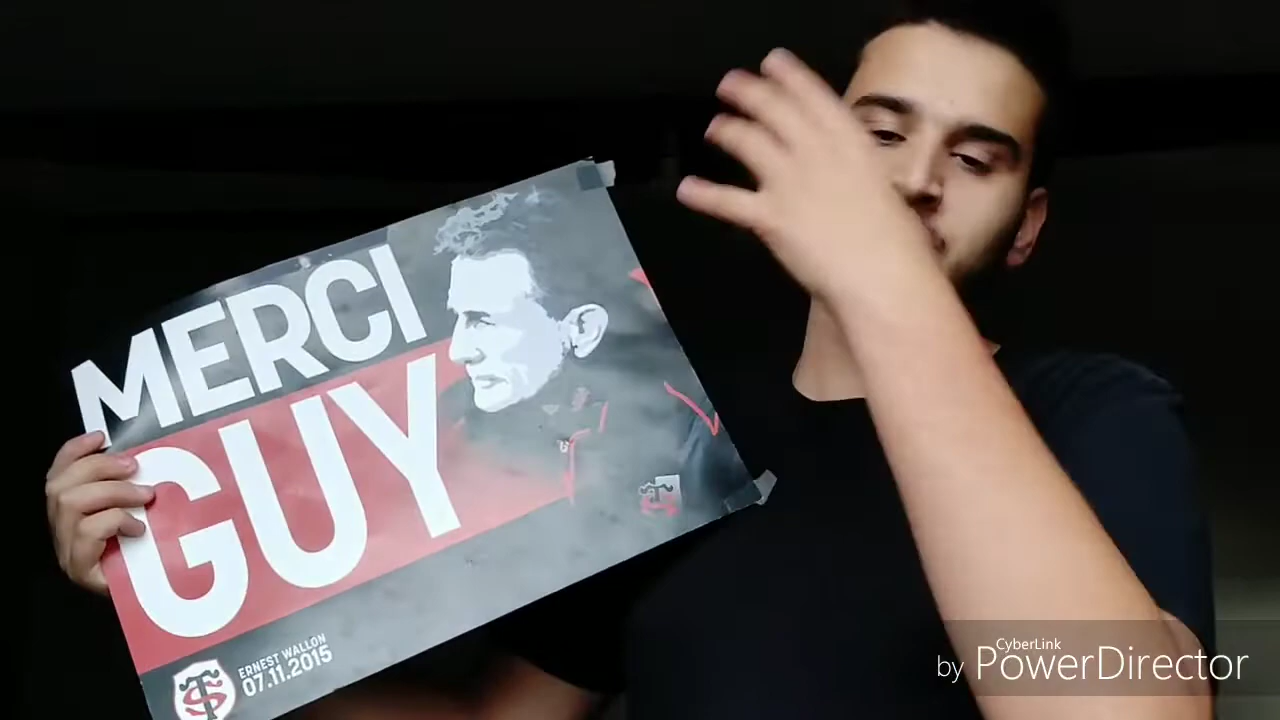 MERCI
GUY
ERNEST WALLON
07.11.2015
CyberLink
by PowerDirector